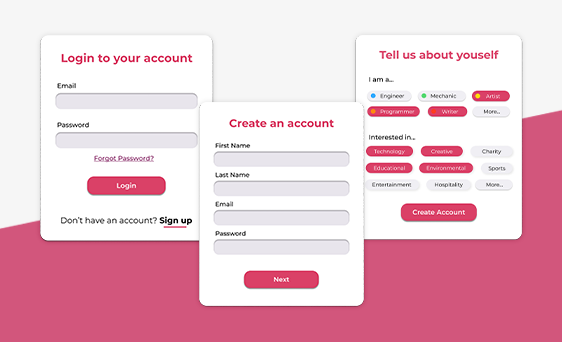 Login to your account
Email
Password
Forgot Password?
Login
Don't have an account? Sign up
Create an account
First Name
Last Name
Email
Password
Next
Tell us about youself
I am a...
Engineer Mechanic Artist
Programmer Writer More...
Interested in...
Technology Creative Charity
Educational Environmental Sports
Entertainment Hospitality More...
Create Account